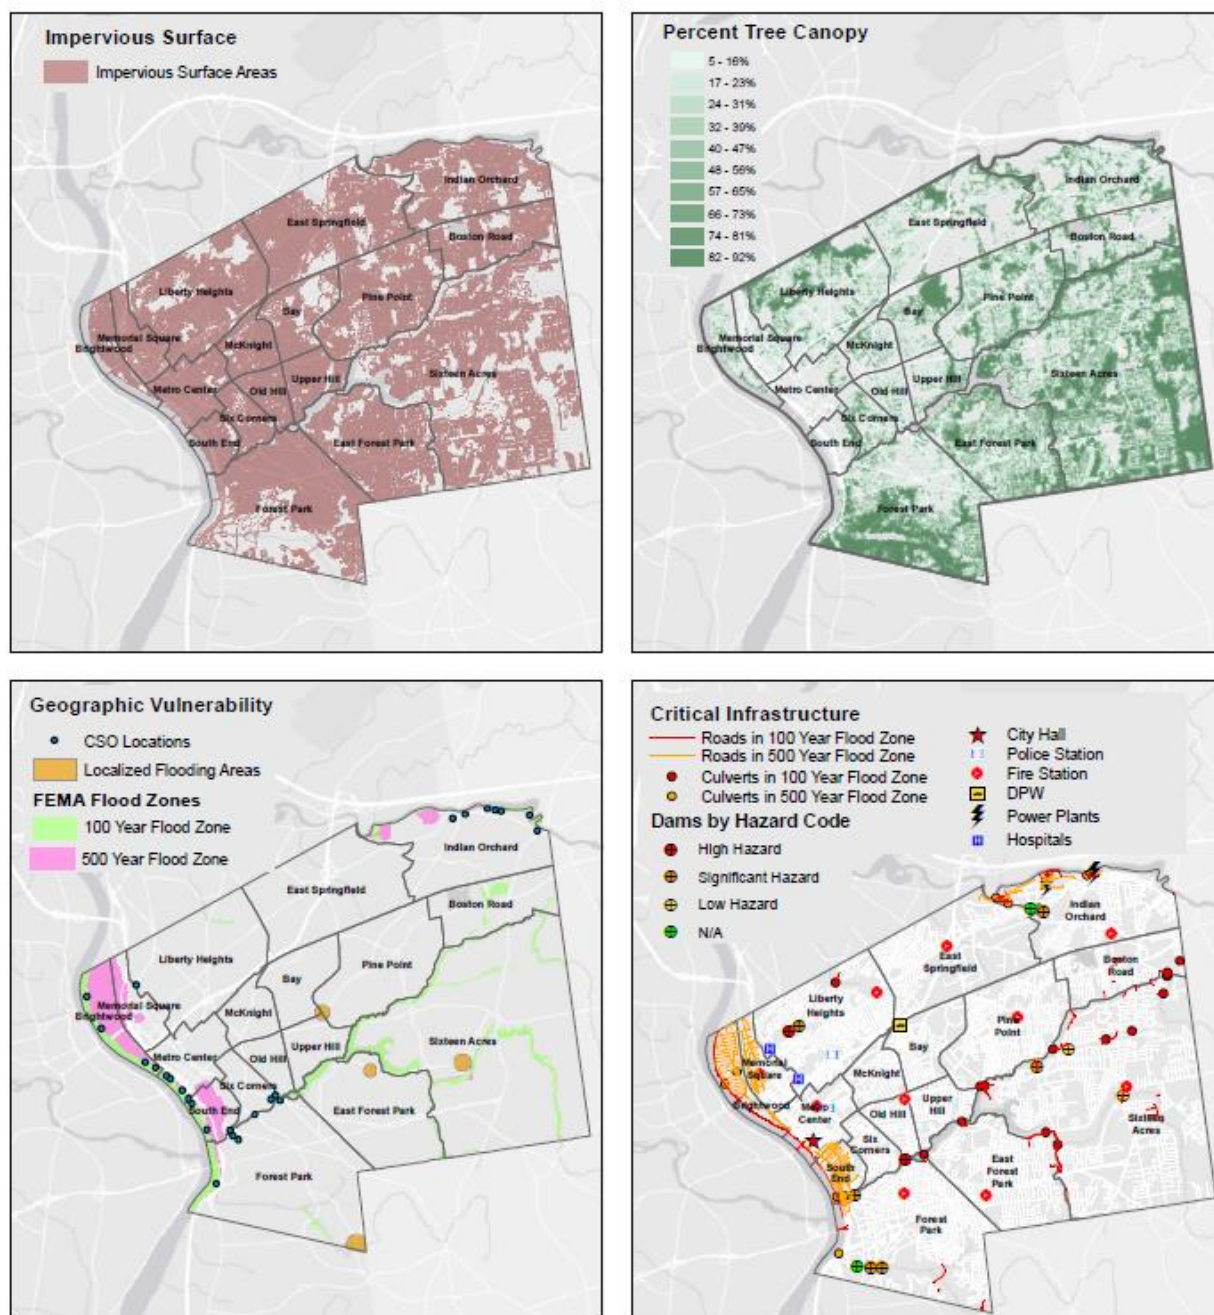 Impervious Surface
Impervious Surface Areas
Indian Orchard
East Springfield
Boston Road
Liberty Heights
Pine Point
Bay
Memorial Square
Brightwood
McKnight
Sixteen Acres
Metro Center
Old Hill
Upper Hill
Six Corners
South End
East Forest Park
Forest Park
Percent Tree Canopy
5 - 16%
17 - 23%
24 - 31%
32 - 39%
40 - 47%
48 - 56%
57 - 65%
66 - 73%
74 - 81%
82 - 92%
Indian Orchard
East Springfield
Boston Road
Liberty Heights
Pine Point
Bay
Memorial Square
Brightwood
McKnight
Sixteen Acres
Metro Center
Old Hill
Upper Hill
Six Corners
South End
East Forest Park
Forest Park
Geographic Vulnerability
CSO Locations
Localized Flooding Areas
FEMA Flood Zones
100 Year Flood Zone
500 Year Flood Zone
Indian Orchard
East Springfield
Boston Road
Liberty Heights
Pine Point
Bay
Memorial Square
Brightwood
McKnight
Sixteen Acres
Metro Center
Old Hill
Upper Hill
Six Corners
South End
East Forest Park
Forest Park
Critical Infrastructure
Roads in 100 Year Flood Zone
Roads in 500 Year Flood Zone
Culverts in 100 Year Flood Zone
Culverts in 500 Year Flood Zone
Dams by Hazard Code
High Hazard
Significant Hazard
Low Hazard
N/A
City Hall
Police Station
Fire Station
DPW
Power Plants
Hospitals
Indian
Orchard
East
Springfield
Boston
Road
Liberty
Heights
Pine
Point
Bay
Memorial
Square
McKnight
Brightwood
Metro
Center
Old Hill
Upper
Hill
Sixteen
Acres
Six
Corners
South
End
East
Forest
Park
Forest
Park